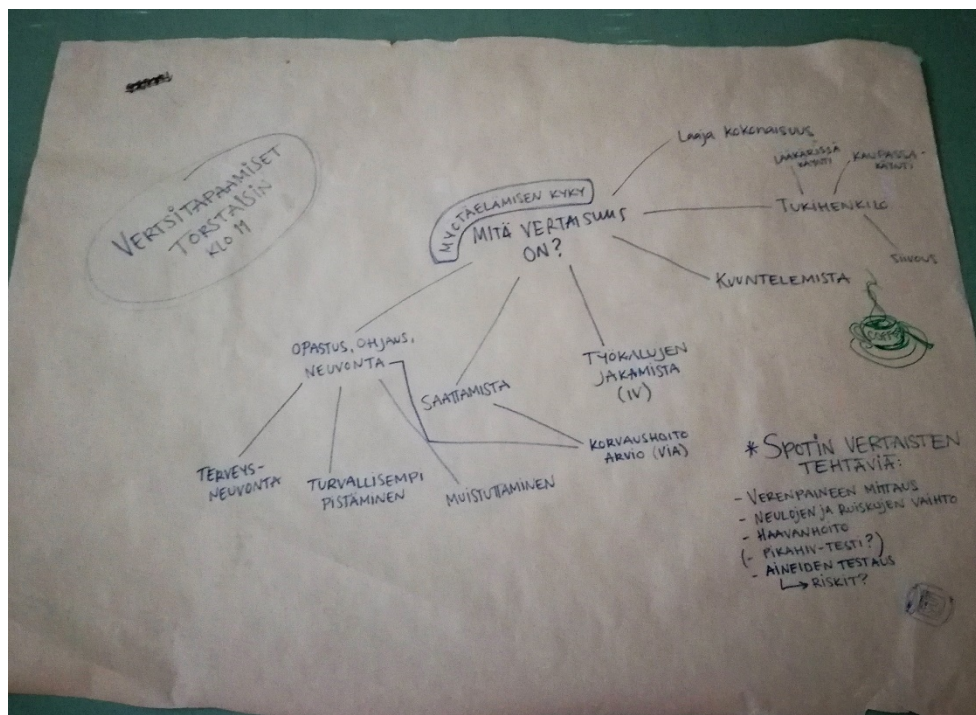 VERTSITAPAAMISET
TORSTAISIN
KLO 11
MYÖTÄELÄMISEN KYKY
MITÄ VERTAISUUS
ON?
LAAJA KOKONAISUUS
LÄÄKÄRISSÄ
KÄYNTI
KAUPASSA-
KÄYNTI
TUKIHENKILÖ
SIIVOUS
KUUNTELEMISTA
OPASTUS, OHJAUS,
NEUVONTA
SAATTAMISTA
TYÖKALUJEN
JAKAMISTA
(IV)
KORVAUSHOITO
ARVIO (VIA)
TERVEYS-
NEUVONTA
TURVALLISEMPI
PISTÄMINEN
MUISTUTTAMINEN
* SPOTIN VERTAISTEN
TEHTÄVIÄ:
- VERENPAINEEN MITTAUS
- NEULOJEN JA RUISKUJEN VAIHTO
- HAAVANHOITO
(- PIKAHIV-TESTI?)
- AINEIDEN TESTAUS
↳ RISKIT?